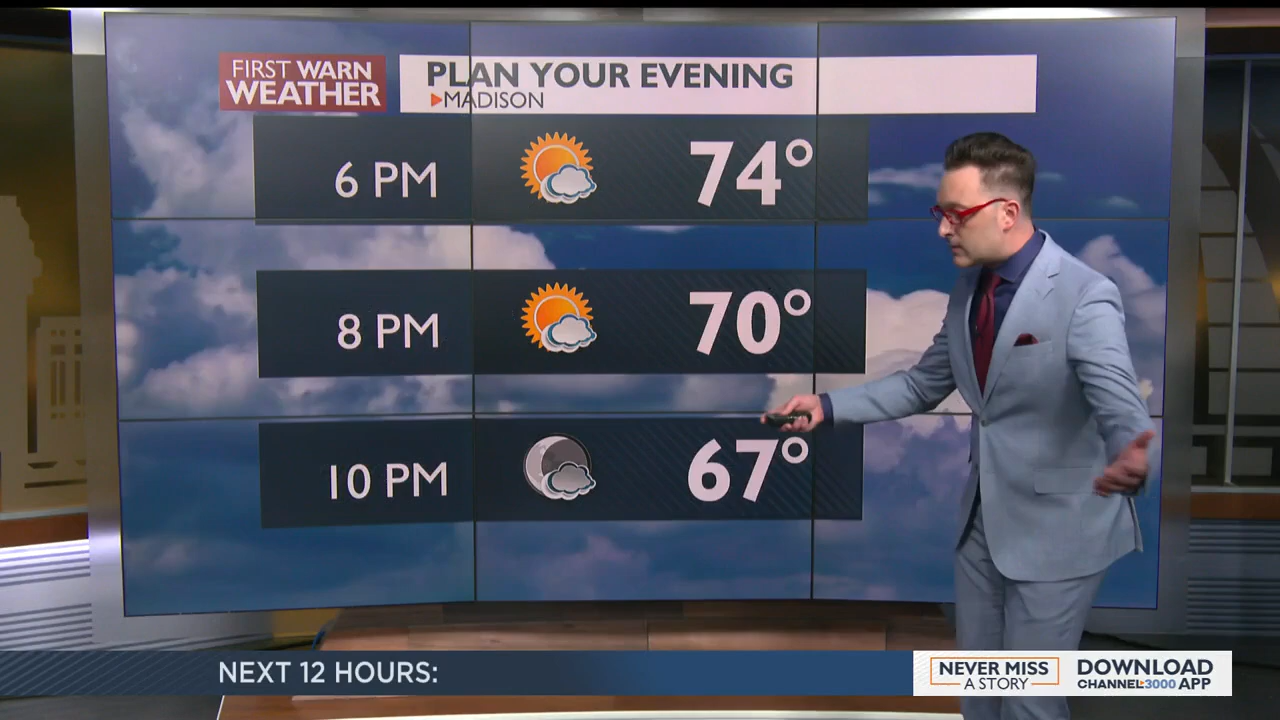 FIRST WARN
WEATHER
PLAN YOUR EVENING
MADISON
6 PM
74°
8 PM
70°
10 PM
67°
NEXT 12 HOURS:
NEVER MISS
A STORY
DOWNLOAD
CHANNEL3000 APP